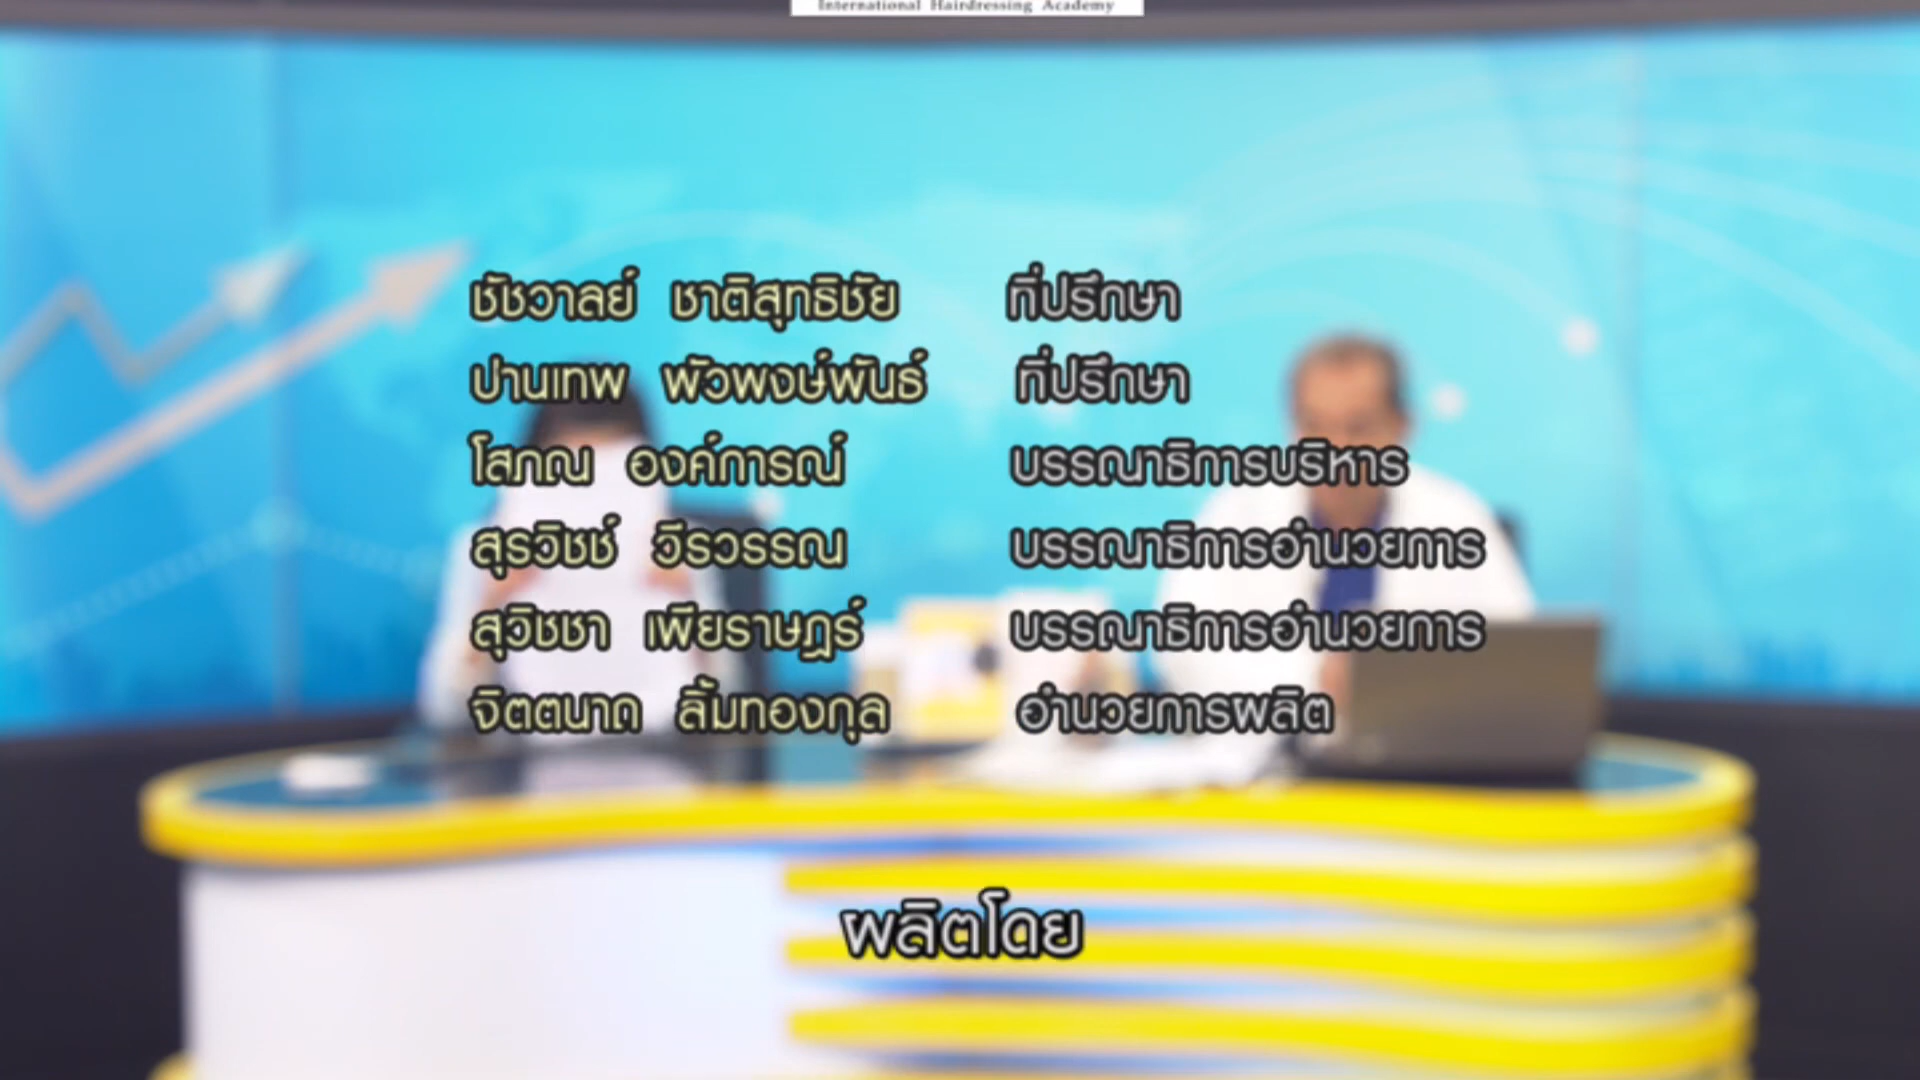 International Hairdressing Academy
ชัชวาลย์ ชาติสุทธิชัย ที่ปรึกษา
ปานเทพ พัวพงษ์พันธ์ ที่ปรึกษา
โสภณ องค์การณ์ บรรณาธิการบริหาร
สุรวิชช์ วีรวรรณ บรรณาธิการอำนวยการ
สุวิชชา เพียราษฎร์ บรรณาธิการอำนวยการ
จิตตนาถ ลิ้มทองกุล อำนวยการผลิต
ผลิตโดย